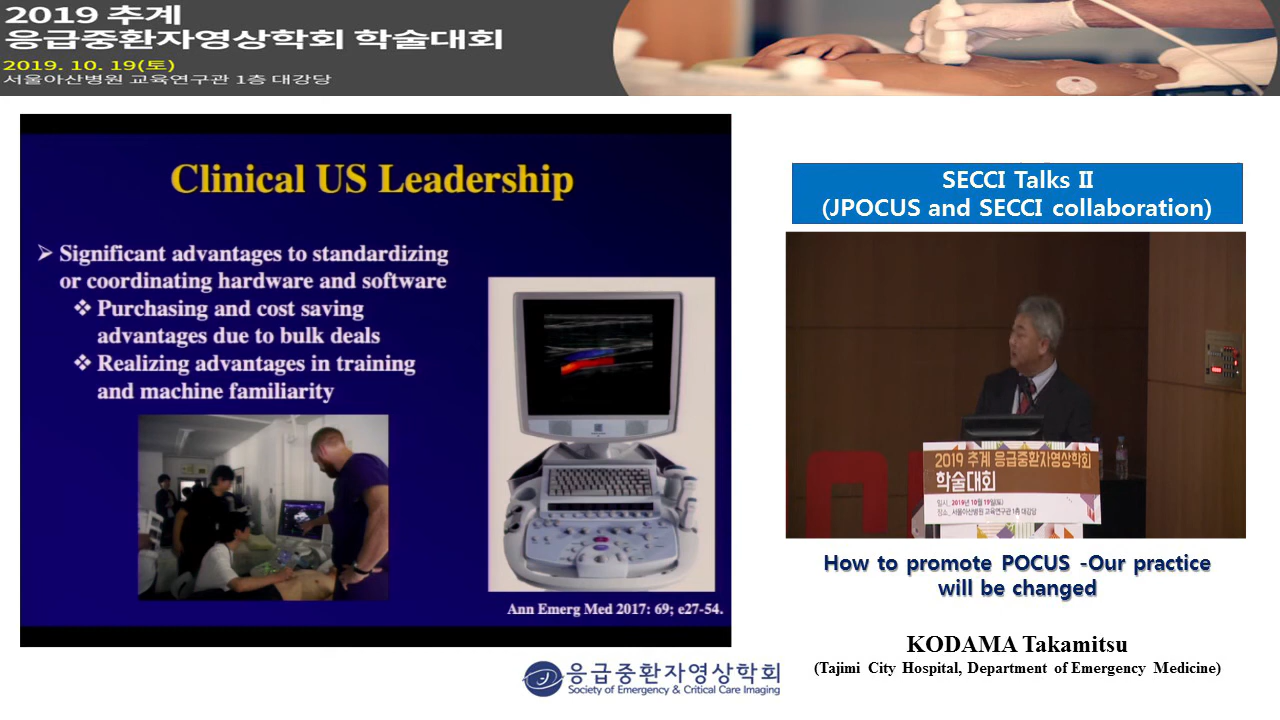 2019 추계
응급중환자영상학회 학술대회
2019. 10. 19(토)
서울아산병원 교육연구관 1층 대강당
Clinical US Leadership
➢ Significant advantages to standardizing
or coordinating hardware and software
❖ Purchasing and cost saving
advantages due to bulk deals
❖ Realizing advantages in training
and machine familiarity
Ann Emerg Med 2017: 69; e27-54.
SECCI Talks II
(JPOCUS and SECCI collaboration)
2019 추계 응급중환자영상학회
학술대회
일시_ 2019년 10월 19일(토)
장소_ 서울아산병원 교육연구관 1층 대강당
How to promote POCUS -Our practice
will be changed
KODAMA Takamitsu
(Tajimi City Hospital, Department of Emergency Medicine)
응급중환자영상학회
Society of Emergency & Critical Care Imaging